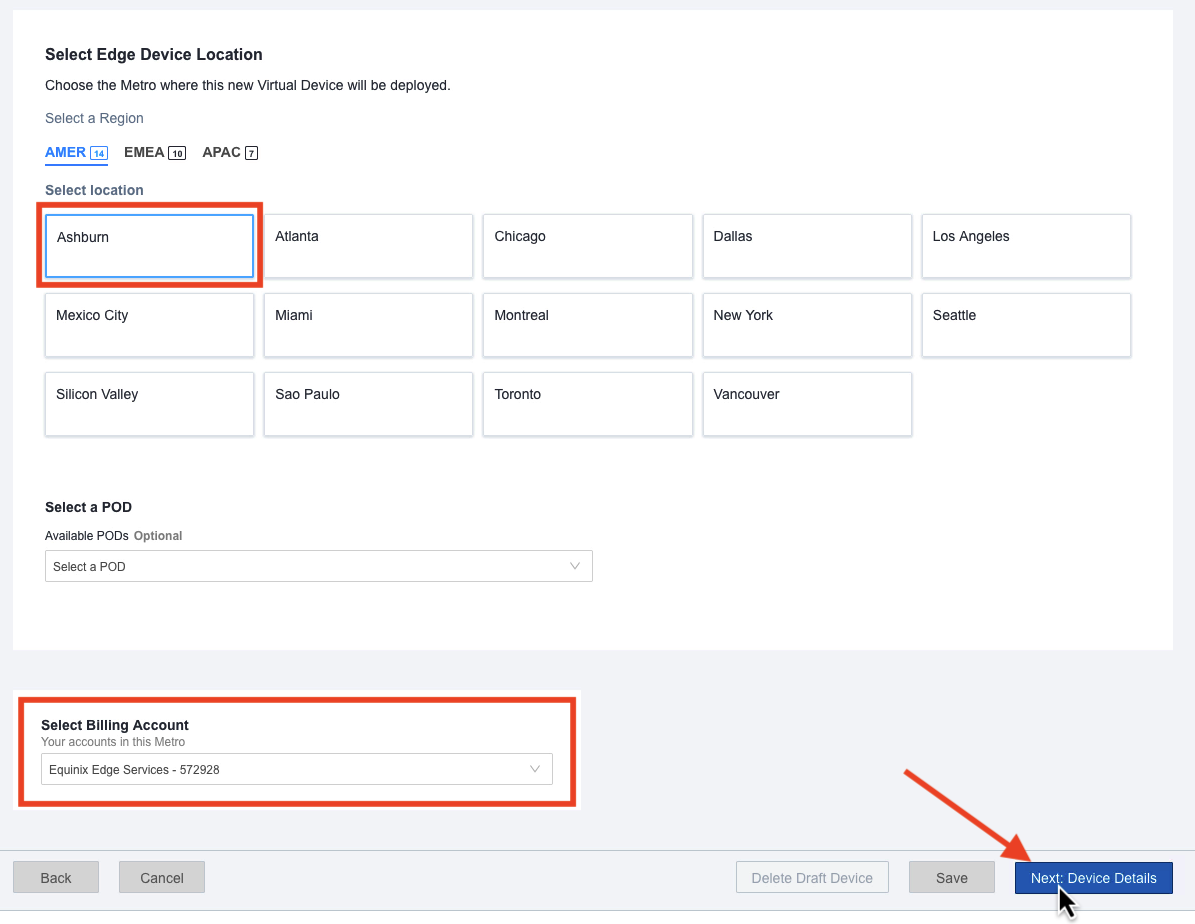 Select Edge Device Location
Choose the Metro where this new Virtual Device will be deployed.
Select a Region
AMER 14 EMEA 10 APAC 7
Select location
Ashburn Atlanta Chicago Dallas Los Angeles
Mexico City Miami Montreal New York Seattle
Silicon Valley Sao Paulo Toronto Vancouver
Select a POD
Available PODs Optional
Select a POD
Select Billing Account
Your accounts in this Metro
Equinix Edge Services - 572928
Back Cancel Delete Draft Device Save Next: Device Details